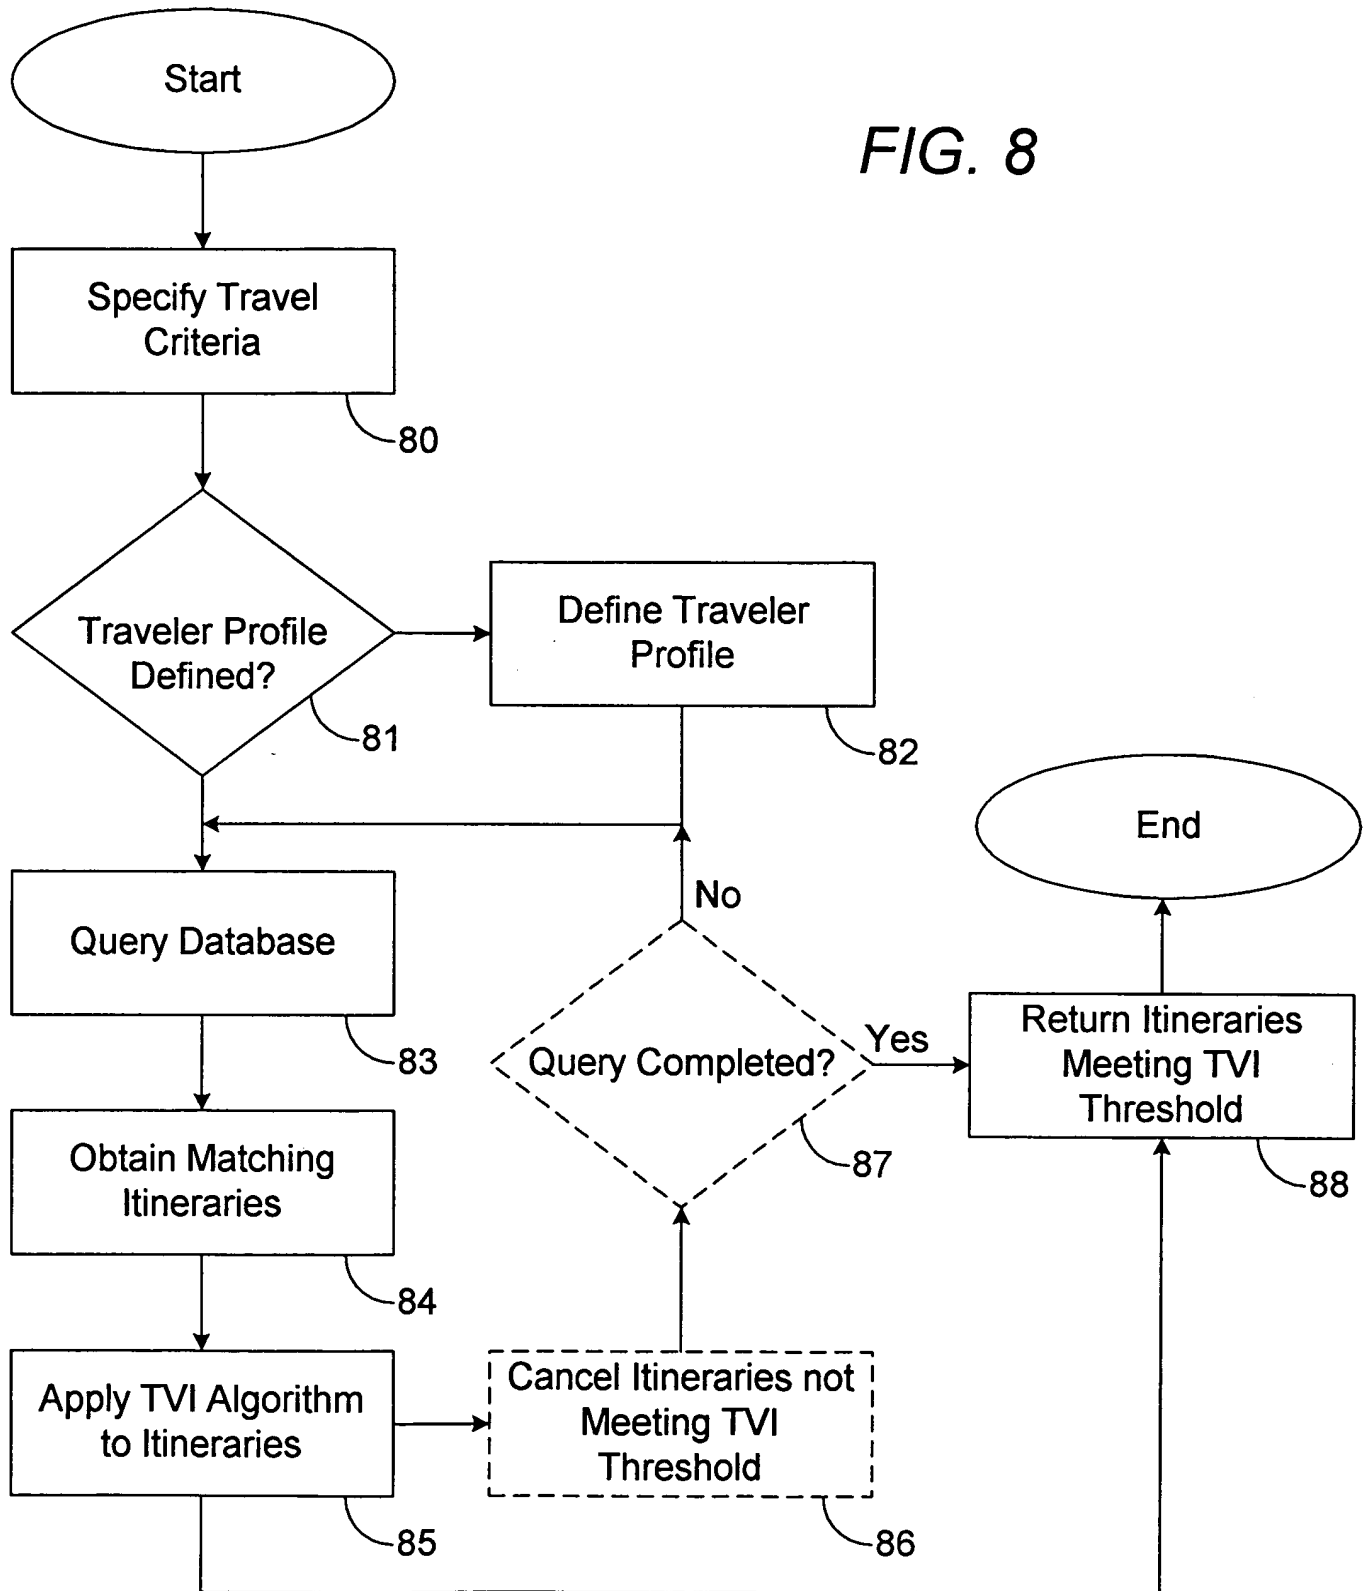 Start
FIG. 8
Specify Travel
Criteria
80
Traveler Profile
Defined?
81
Define Traveler
Profile
82
End
Query Database
83
No
Query Completed?
Yes
87
Return Itineraries
Meeting TVI
Threshold
88
Obtain Matching
Itineraries
84
Apply TVI Algorithm
to Itineraries
85
Cancel Itineraries not
Meeting TVI
Threshold
86